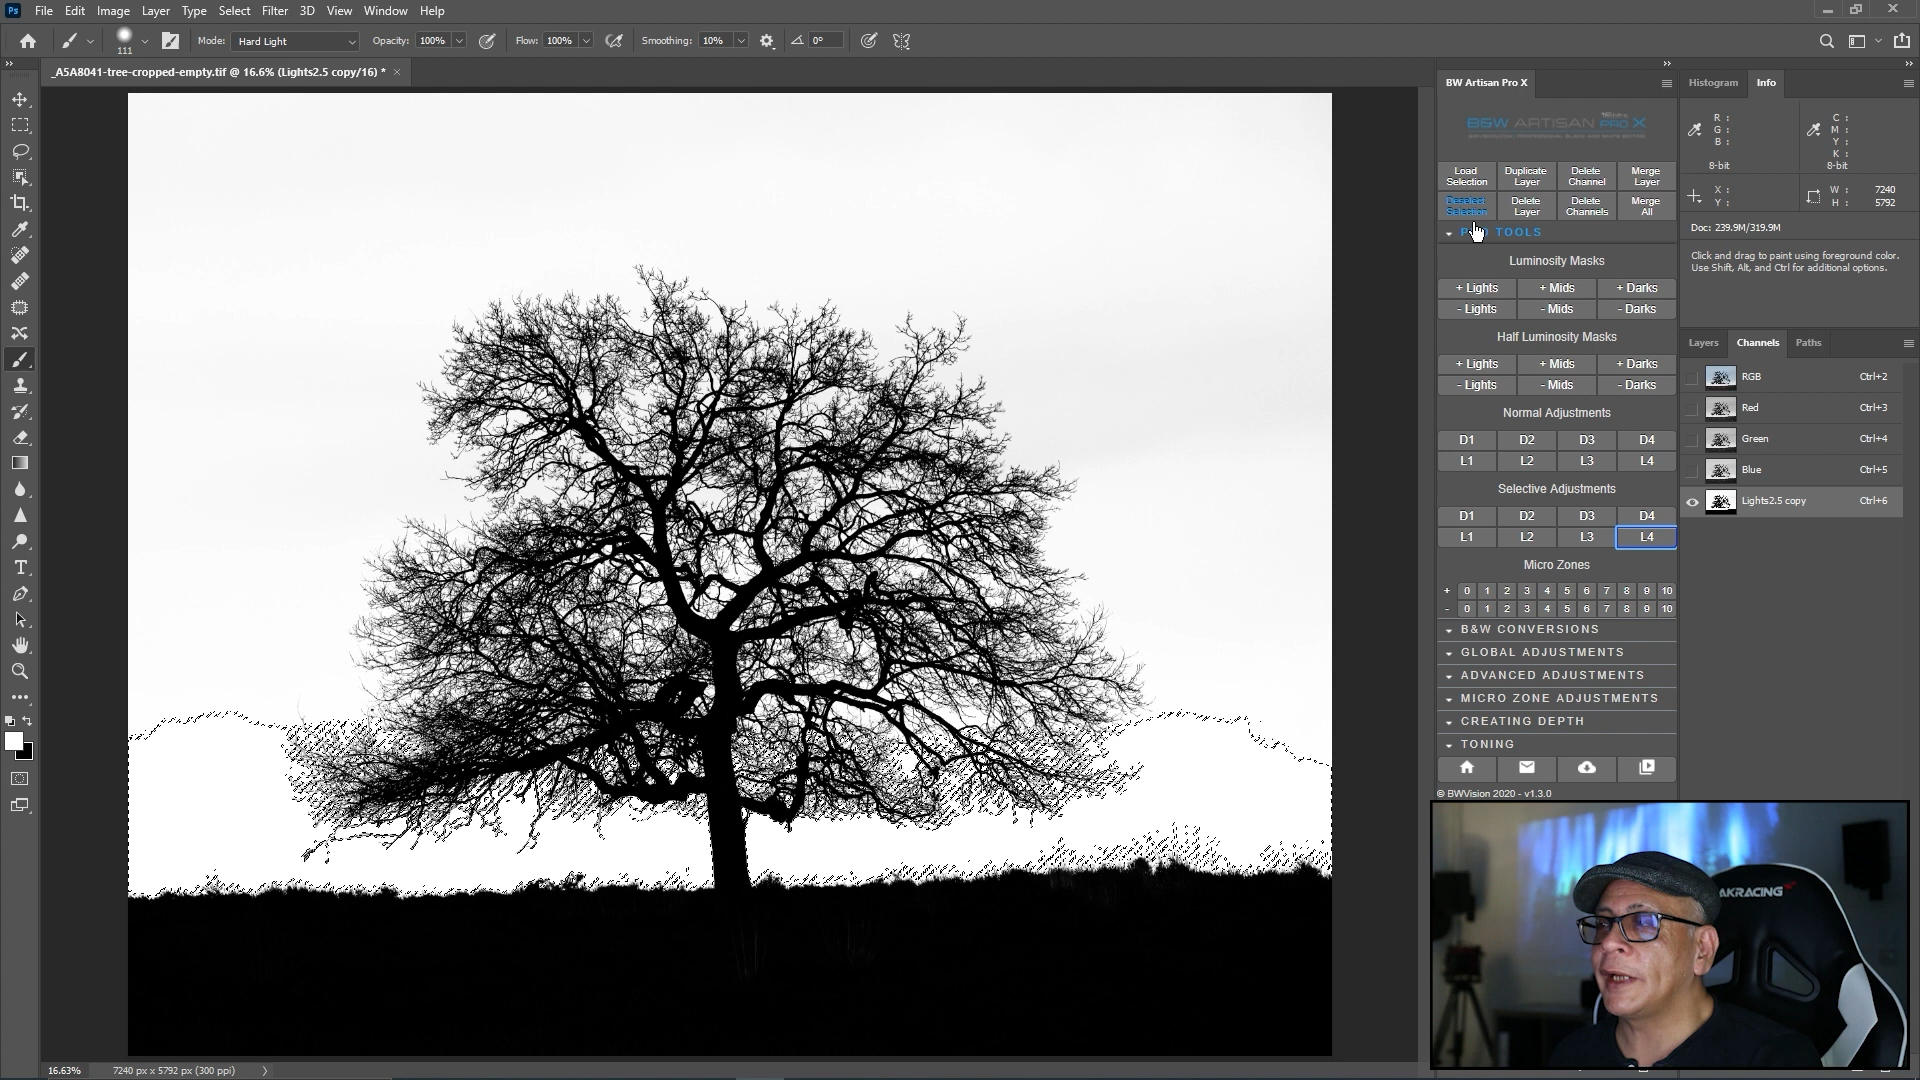 Ps File Edit Image Layer Type Select Filter 3D View Window Help
111 Mode: Hard Light Opacity: 100% Flow: 100% Smoothing: 10% 0°
_A5A8041-tree-cropped-empty.tif @ 16.6% (Lights2.5 copy/16) * ×
BW Artisan Pro X
B&W ARTISAN PRO X
Load Selection Duplicate Layer Delete Channel Merge Layer
Deselect Selection Delete Layer Delete Channels Merge All
PRO TOOLS
Luminosity Masks
+ Lights + Mids + Darks
- Lights - Mids - Darks
Half Luminosity Masks
+ Lights + Mids + Darks
- Lights - Mids - Darks
Normal Adjustments
D1 D2 D3 D4
L1 L2 L3 L4
Selective Adjustments
D1 D2 D3 D4
L1 L2 L3 L4
Micro Zones
+ 0 1 2 3 4 5 6 7 8 9 10
- 0 1 2 3 4 5 6 7 8 9 10
B&W CONVERSIONS
GLOBAL ADJUSTMENTS
ADVANCED ADJUSTMENTS
MICRO ZONE ADJUSTMENTS
CREATING DEPTH
TONING
© BWVision 2020 - v1.3.0
Histogram Info
R : C :
G : M :
B : Y :
K :
8-bit 8-bit
X : W : 7240
Y : H : 5792
Doc: 239.9M/319.9M
Click and drag to paint using foreground color.
Use Shift, Alt, and Ctrl for additional options.
Layers Channels Paths
RGB Ctrl+2
Red Ctrl+3
Green Ctrl+4
Blue Ctrl+5
Lights2.5 copy Ctrl+6
AKRACING
16.63% 7240 px x 5792 px (300 ppi)